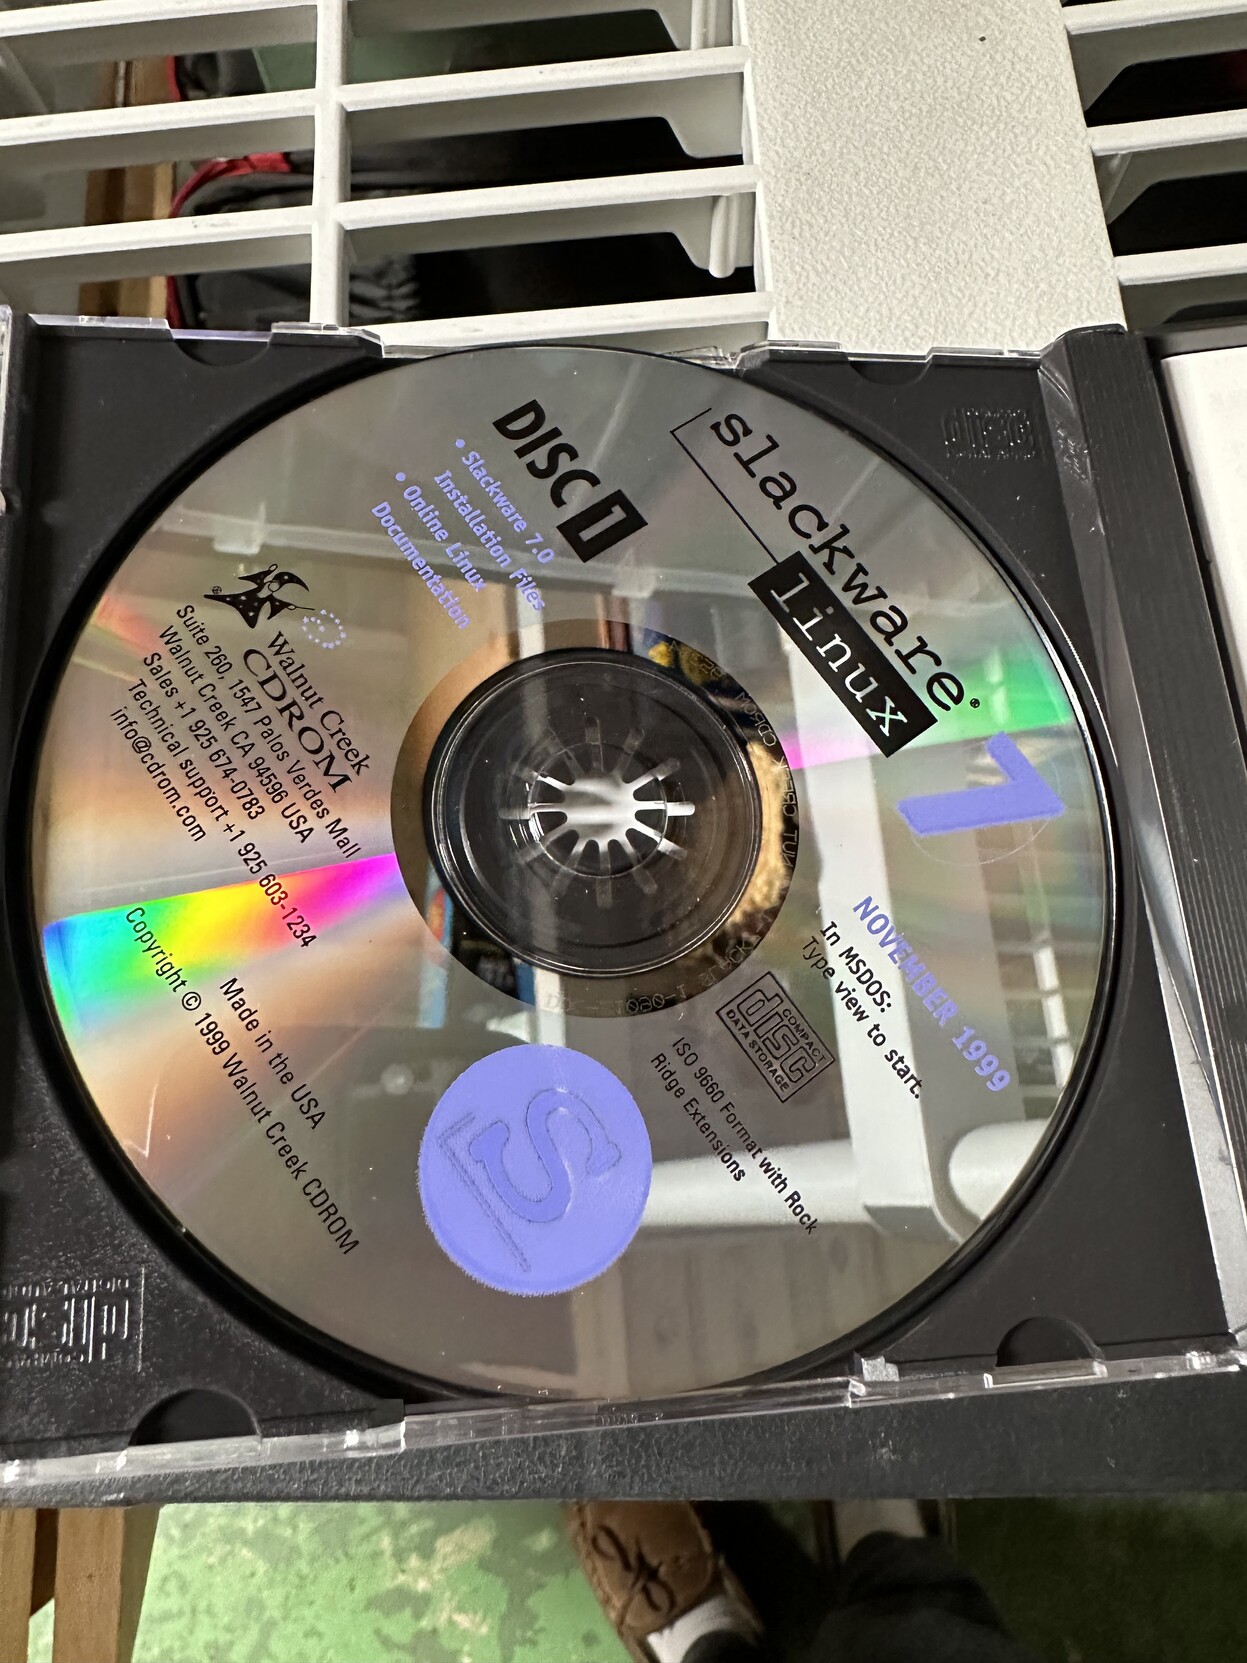 slackware®
linux
7
NOVEMBER 1999
In MSDOS:
Type view to start.
DISC 1
• Slackware 7.0
Installation Files
• Online Linux
Documentation
®
Walnut Creek
CDROM
Suite 260, 1547 Palos Verdes Mall
Walnut Creek CA 94596 USA
Sales +1 925 674-0783
Technical support +1 925 603-1234
info@cdrom.com
COMPACT
disc
DATA STORAGE
ISO 9660 Format with Rock
Ridge Extensions
S
Made in the USA
Copyright © 1999 Walnut Creek CDROM